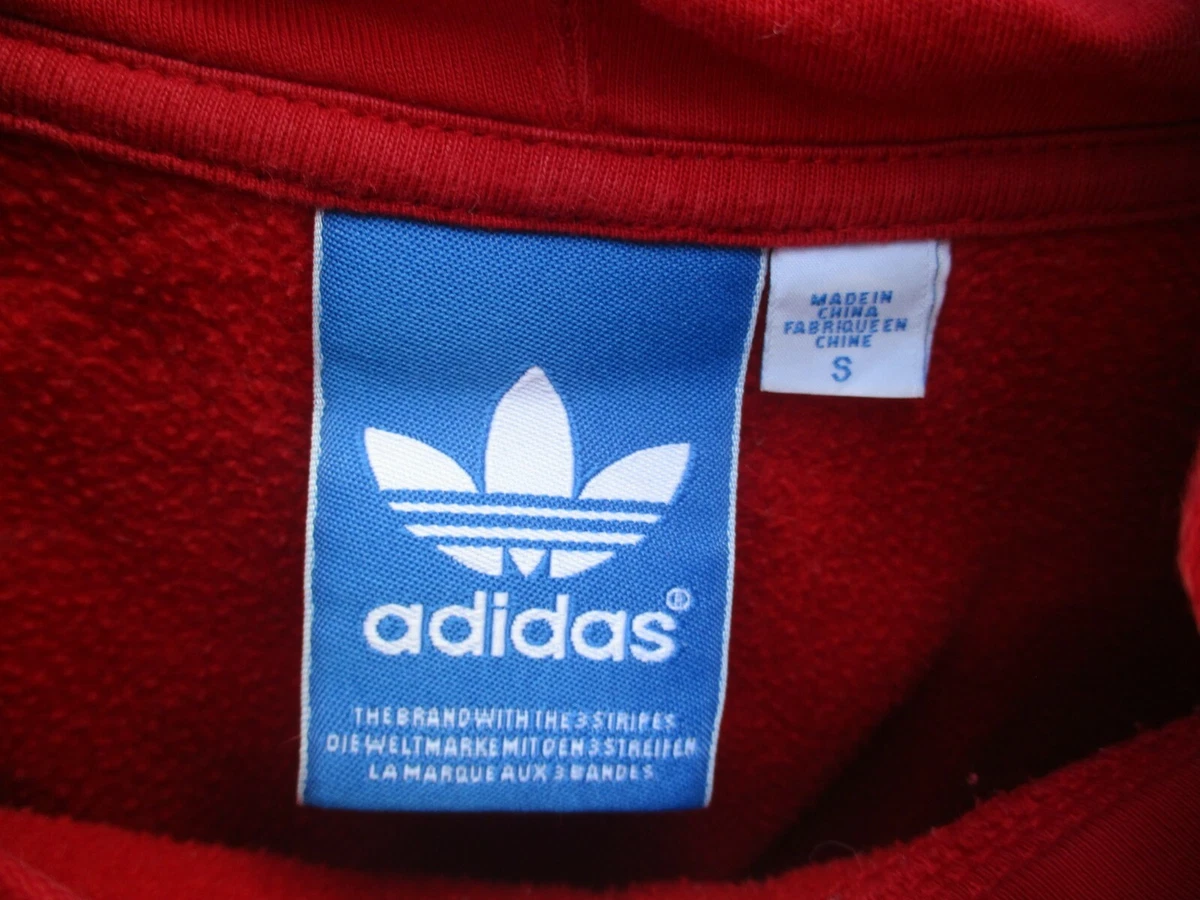 adidas®
THE BRAND WITH THE 3 STRIPES
DIE WELTMARKE MIT DEN 3 STREIFEN
LA MARQUE AUX 3 BANDES
MADE IN
CHINA
FABRIQUE EN
CHINE
S